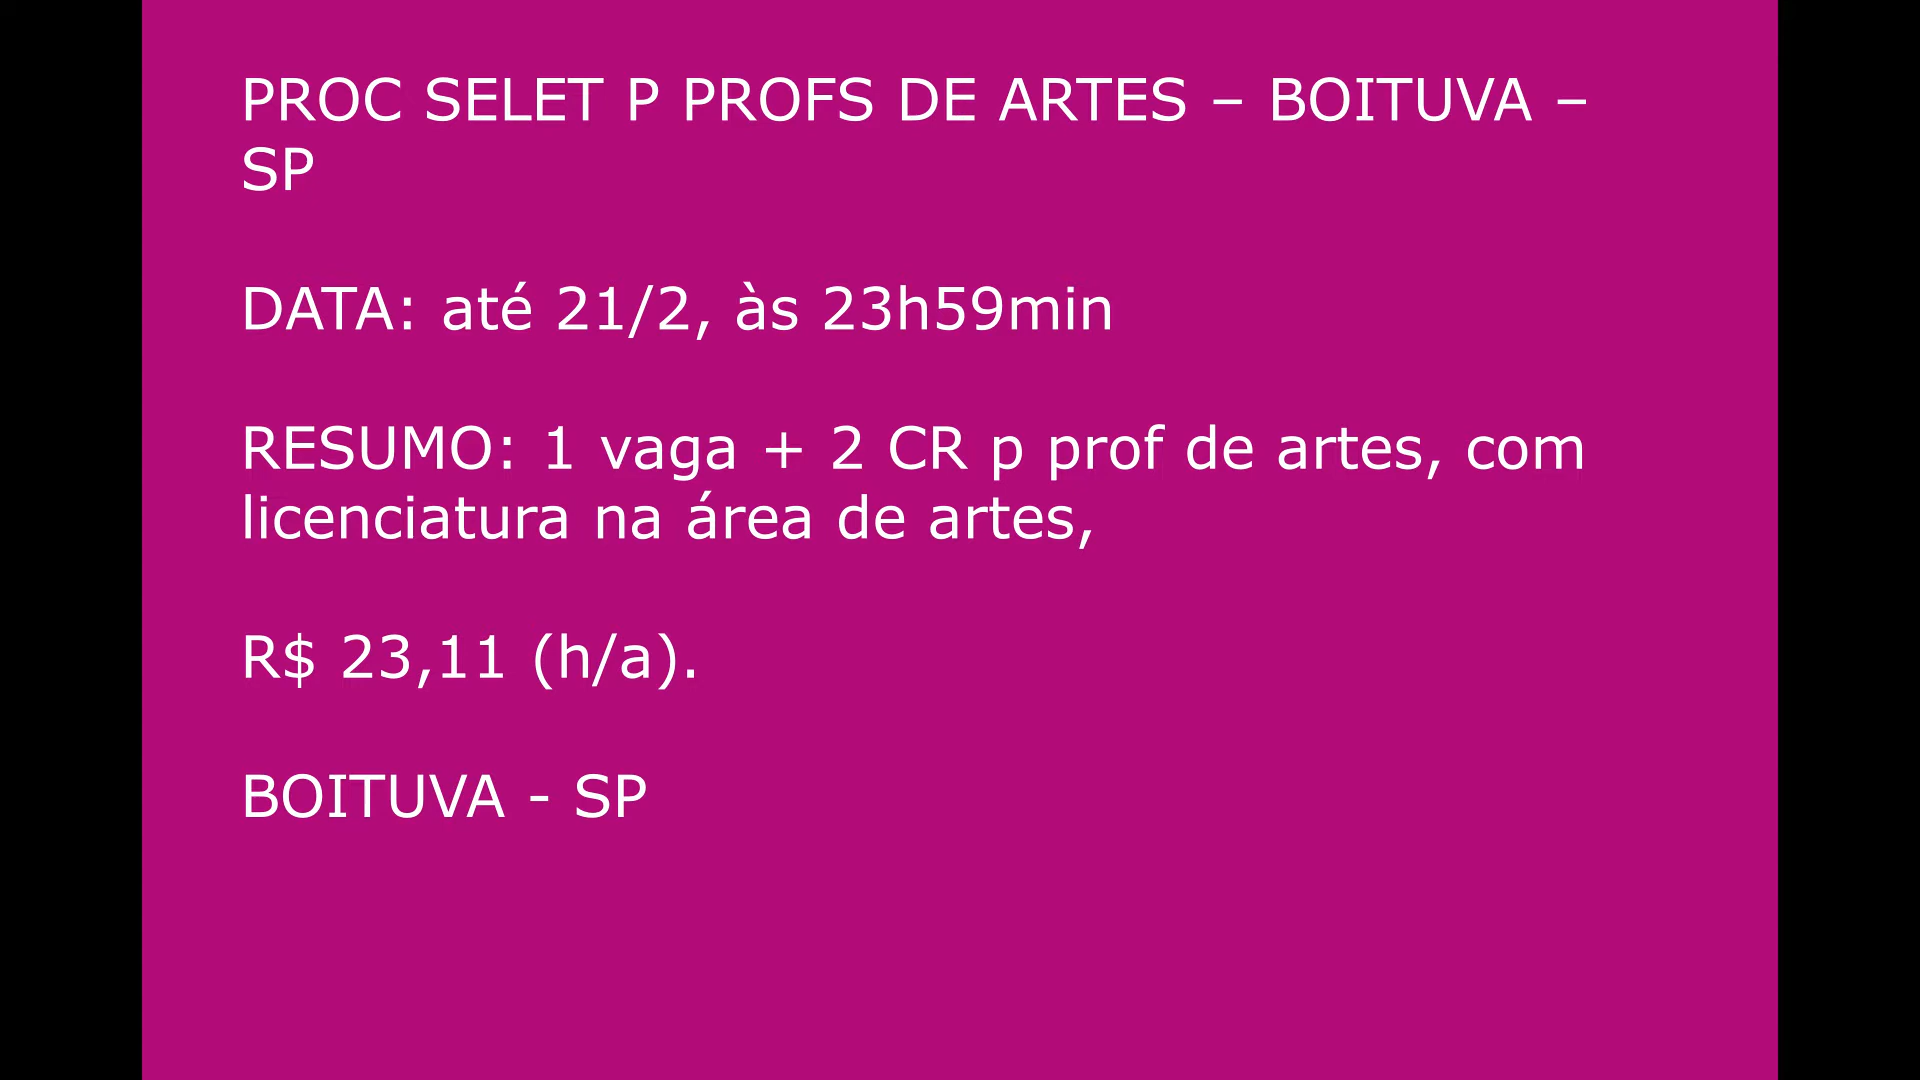 PROC SELET P PROFS DE ARTES – BOITUVA –
SP
DATA: até 21/2, às 23h59min
RESUMO: 1 vaga + 2 CR p prof de artes, com
licenciatura na área de artes,
R$ 23,11 (h/a).
BOITUVA - SP